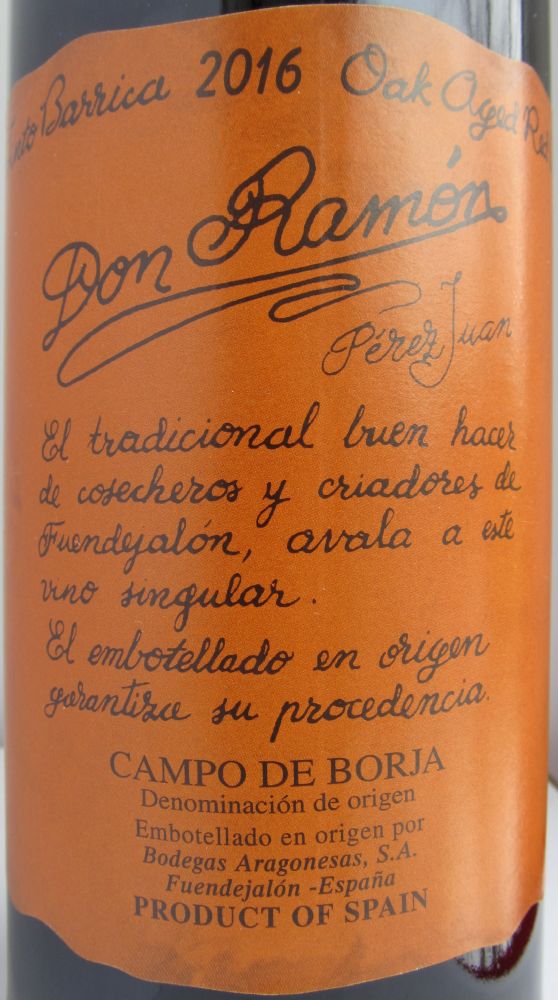 Tinto Barrica 2016 Oak Aged Red
Don Ramón
Pérez Juan
El tradicional buen hacer
de cosecheros y criadores de
Fuendejalón, avala a este
vino singular.
El embotellado en origen
garantiza su procedencia.
CAMPO DE BORJA
Denominación de origen
Embotellado en origen por
Bodegas Aragonesas, S.A.
Fuendejalón -España
PRODUCT OF SPAIN